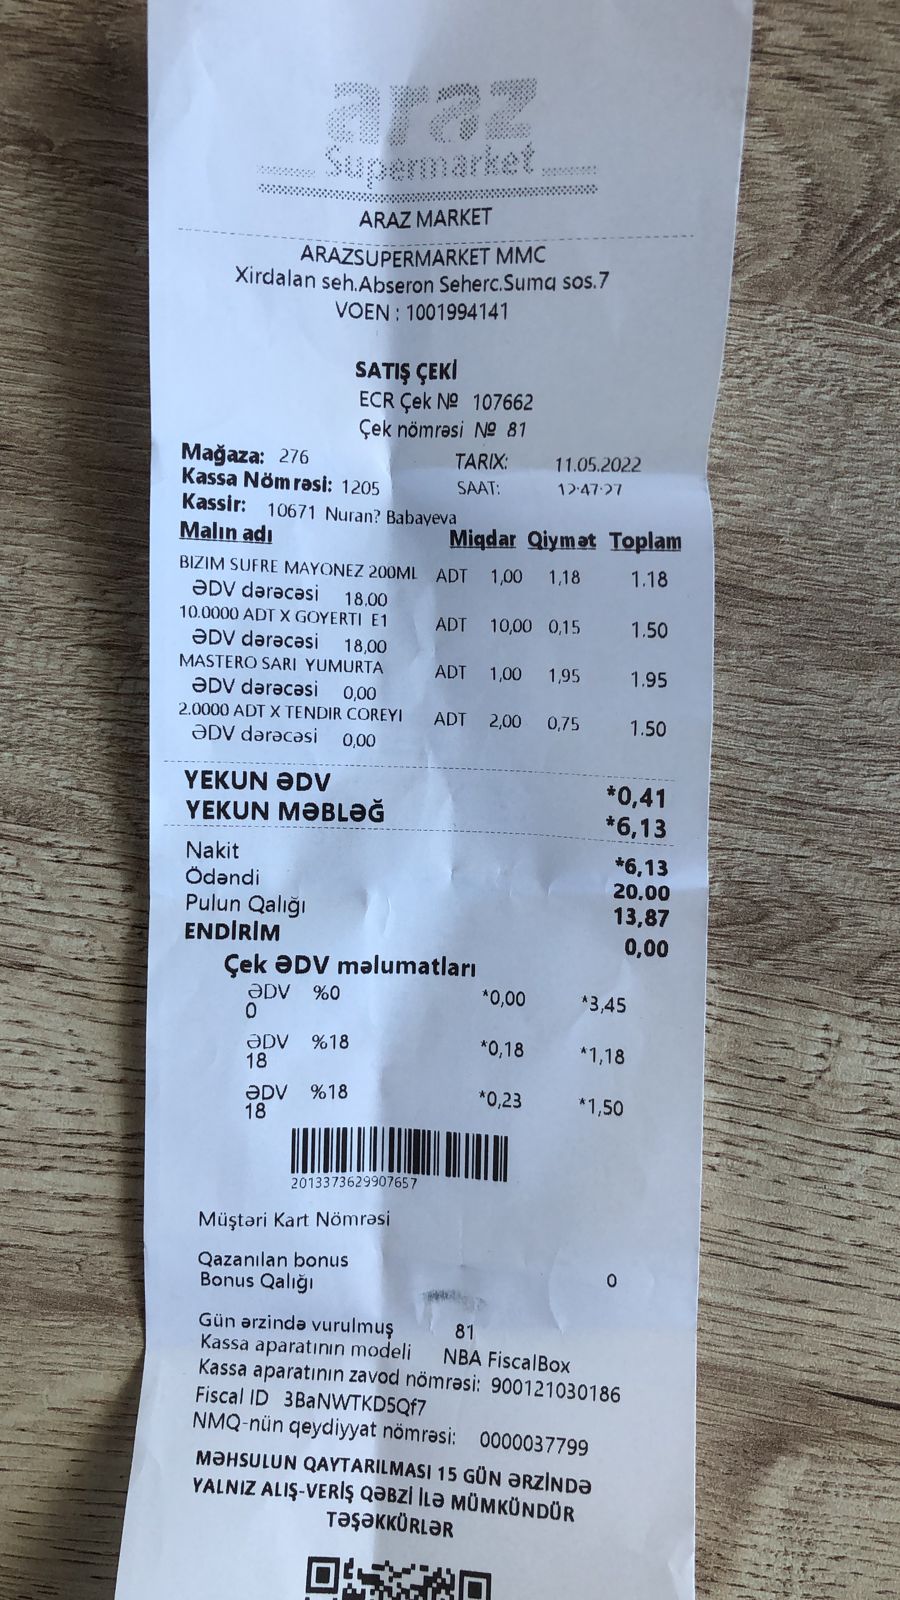 araz
Supermarket
ARAZ MARKET
ARAZSUPERMARKET MMC
Xirdalan seh.Abseron Seherc.Sumq sos.7
VOEN : 1001994141
SATIŞ ÇEKİ
ECR Çek № 107662
Çek nömrəsi № 81
Mağaza: 276 TARIX: 11.05.2022
Kassa Nömrəsi: 1205 SAAT: 12:47:27
Kassir: 10671 Nuran? Babayeva
Malın adı Miqdar Qiymət Toplam
BIZIM SUFRE MAYONEZ 200ML ADT 1,00 1,18 1.18
ƏDV dərəcəsi 18,00
10.0000 ADT X GOYERTI E1 ADT 10,00 0,15 1.50
ƏDV dərəcəsi 18,00
MASTERO SARI YUMURTA ADT 1,00 1,95 1.95
ƏDV dərəcəsi 0,00
2.0000 ADT X TENDIR COREYI ADT 2,00 0,75 1.50
ƏDV dərəcəsi 0,00
YEKUN ƏDV *0,41
YEKUN MƏBLƏĞ *6,13
Nakit *6,13
Ödəndi 20.00
Pulun Qalığı 13,87
ENDİRİM 0,00
Çek ƏDV məlumatları
ƏDV %0 *0,00 *3,45
0
ƏDV %18 *0,18 *1,18
18
ƏDV %18 *0,23 *1,50
18
2013373629907657
Müştəri Kart Nömrəsi
Qazanılan bonus
Bonus Qalığı 0
Gün ərzində vurulmuş 81
Kassa aparatının modeli NBA FiscalBox
Kassa aparatının zavod nömrəsi: 900121030186
Fiscal ID 3BaNWTKD5Qf7
NMQ-nün qeydiyyat nömrəsi: 0000037799
MƏHSULUN QAYTARILMASI 15 GÜN ƏRZİNDƏ
YALNIZ ALIŞ-VERİŞ QƏBZİ İLƏ MÜMKÜNDÜR
TƏŞƏKKÜRLƏR